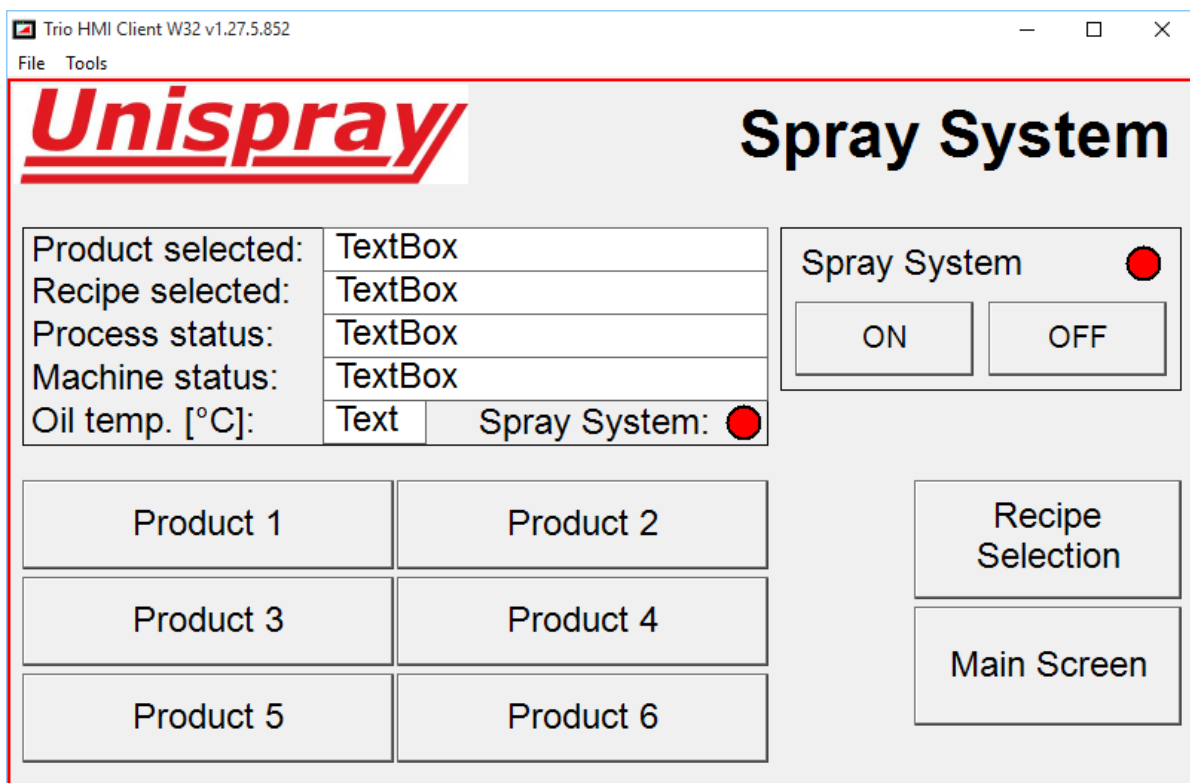 Trio HMI Client W32 v1.27.5.852
File Tools
Unispray
Spray System
Product selected: TextBox
Recipe selected: TextBox
Process status: TextBox
Machine status: TextBox
Oil temp. [°C]: Text Spray System:
Spray System
ON OFF
Product 1 Product 2
Product 3 Product 4
Product 5 Product 6
Recipe
Selection
Main Screen